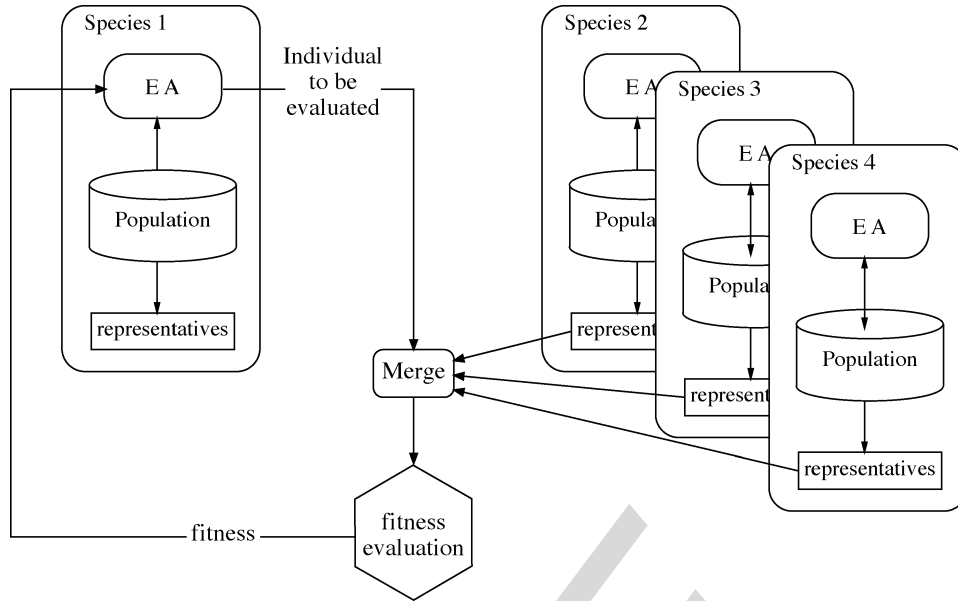 Species 1
E A
Population
representatives
Individual
to be
evaluated
Species 2
E A
Popula
represent
Species 3
E A
Popula
represent
Species 4
E A
Population
representatives
Merge
fitness
evaluation
fitness